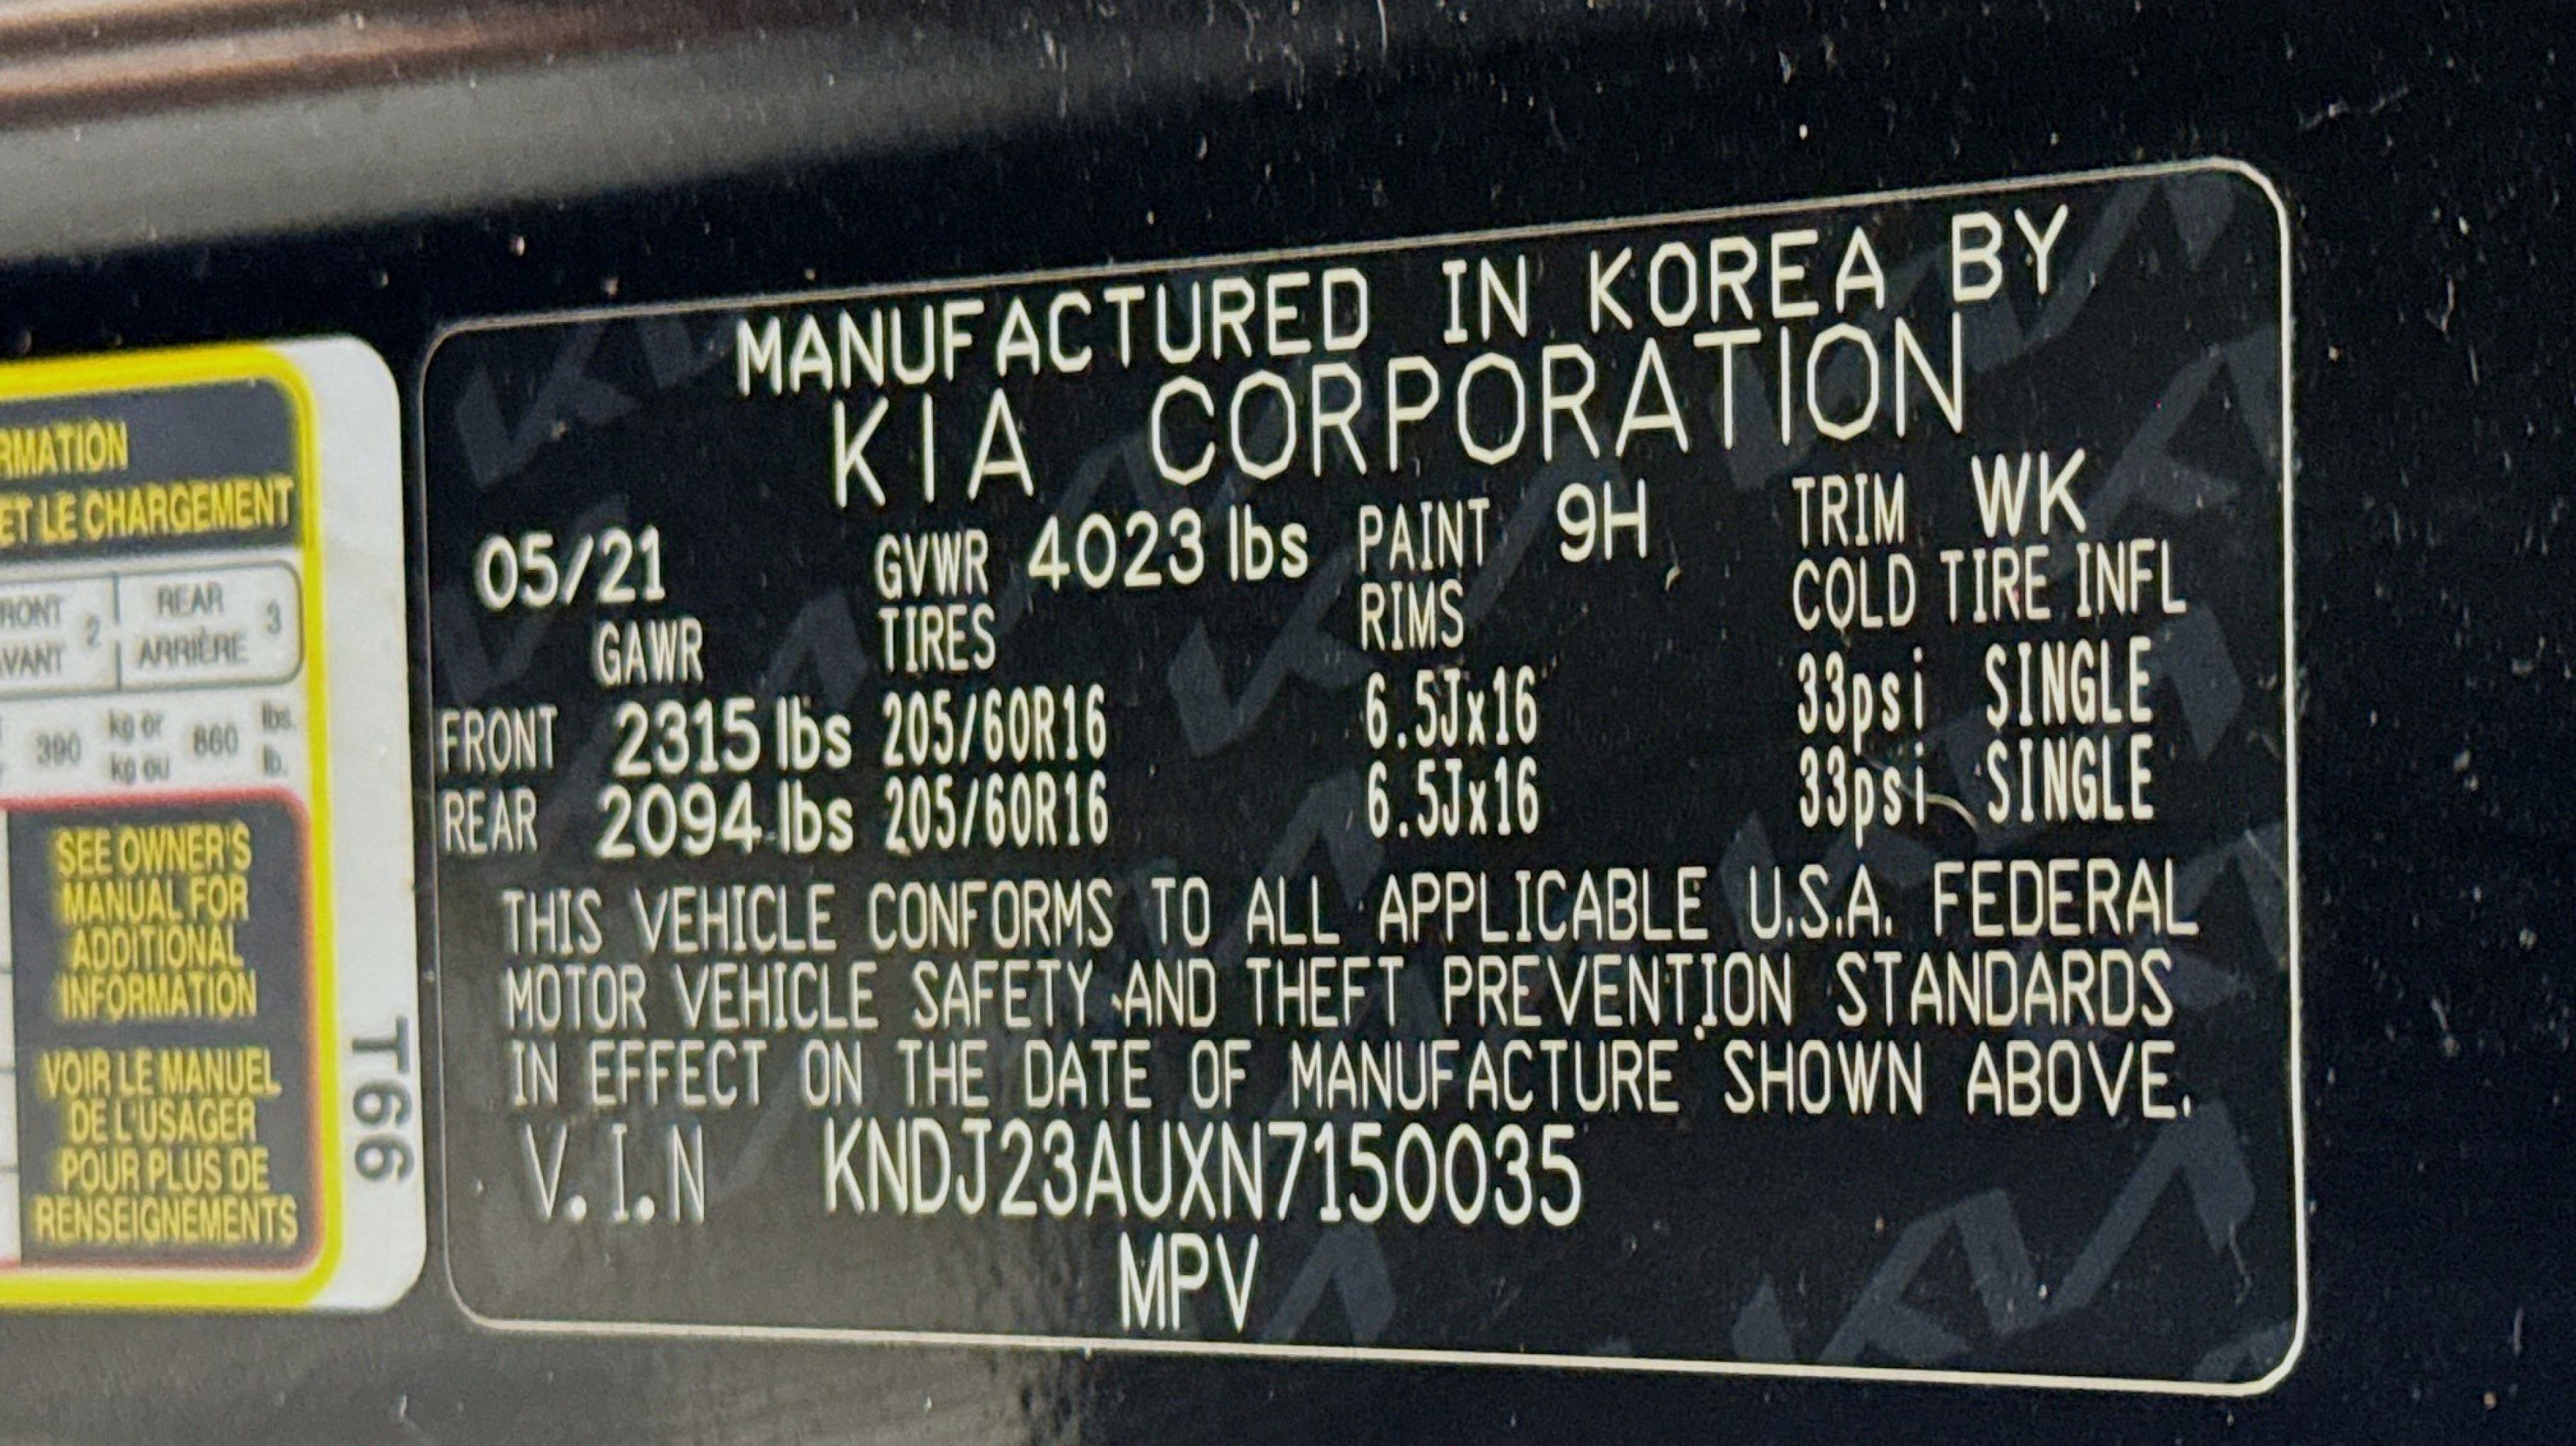 RMATION
ET LE CHARGEMENT
RONT
VANT
2
REAR
ARRIÈRE
3
390
kg or
kg ou
860
lbs.
lb.
SEE OWNER'S
MANUAL FOR
ADDITIONAL
INFORMATION
VOIR LE MANUEL
DE L'USAGER
POUR PLUS DE
RENSEIGNEMENTS
T66
MANUFACTURED IN KOREA BY
KIA CORPORATION
05/21 GVWR 4023 lbs PAINT 9H TRIM WK
GAWR TIRES RIMS COLD TIRE INFL
FRONT 2315 lbs 205/60R16 6.5Jx16 33psi SINGLE
REAR 2094 lbs 205/60R16 6.5Jx16 33psi SINGLE
THIS VEHICLE CONFORMS TO ALL APPLICABLE U.S.A. FEDERAL
MOTOR VEHICLE SAFETY AND THEFT PREVENTION STANDARDS
IN EFFECT ON THE DATE OF MANUFACTURE SHOWN ABOVE.
V.I.N KNDJ23AUXN7150035
MPV